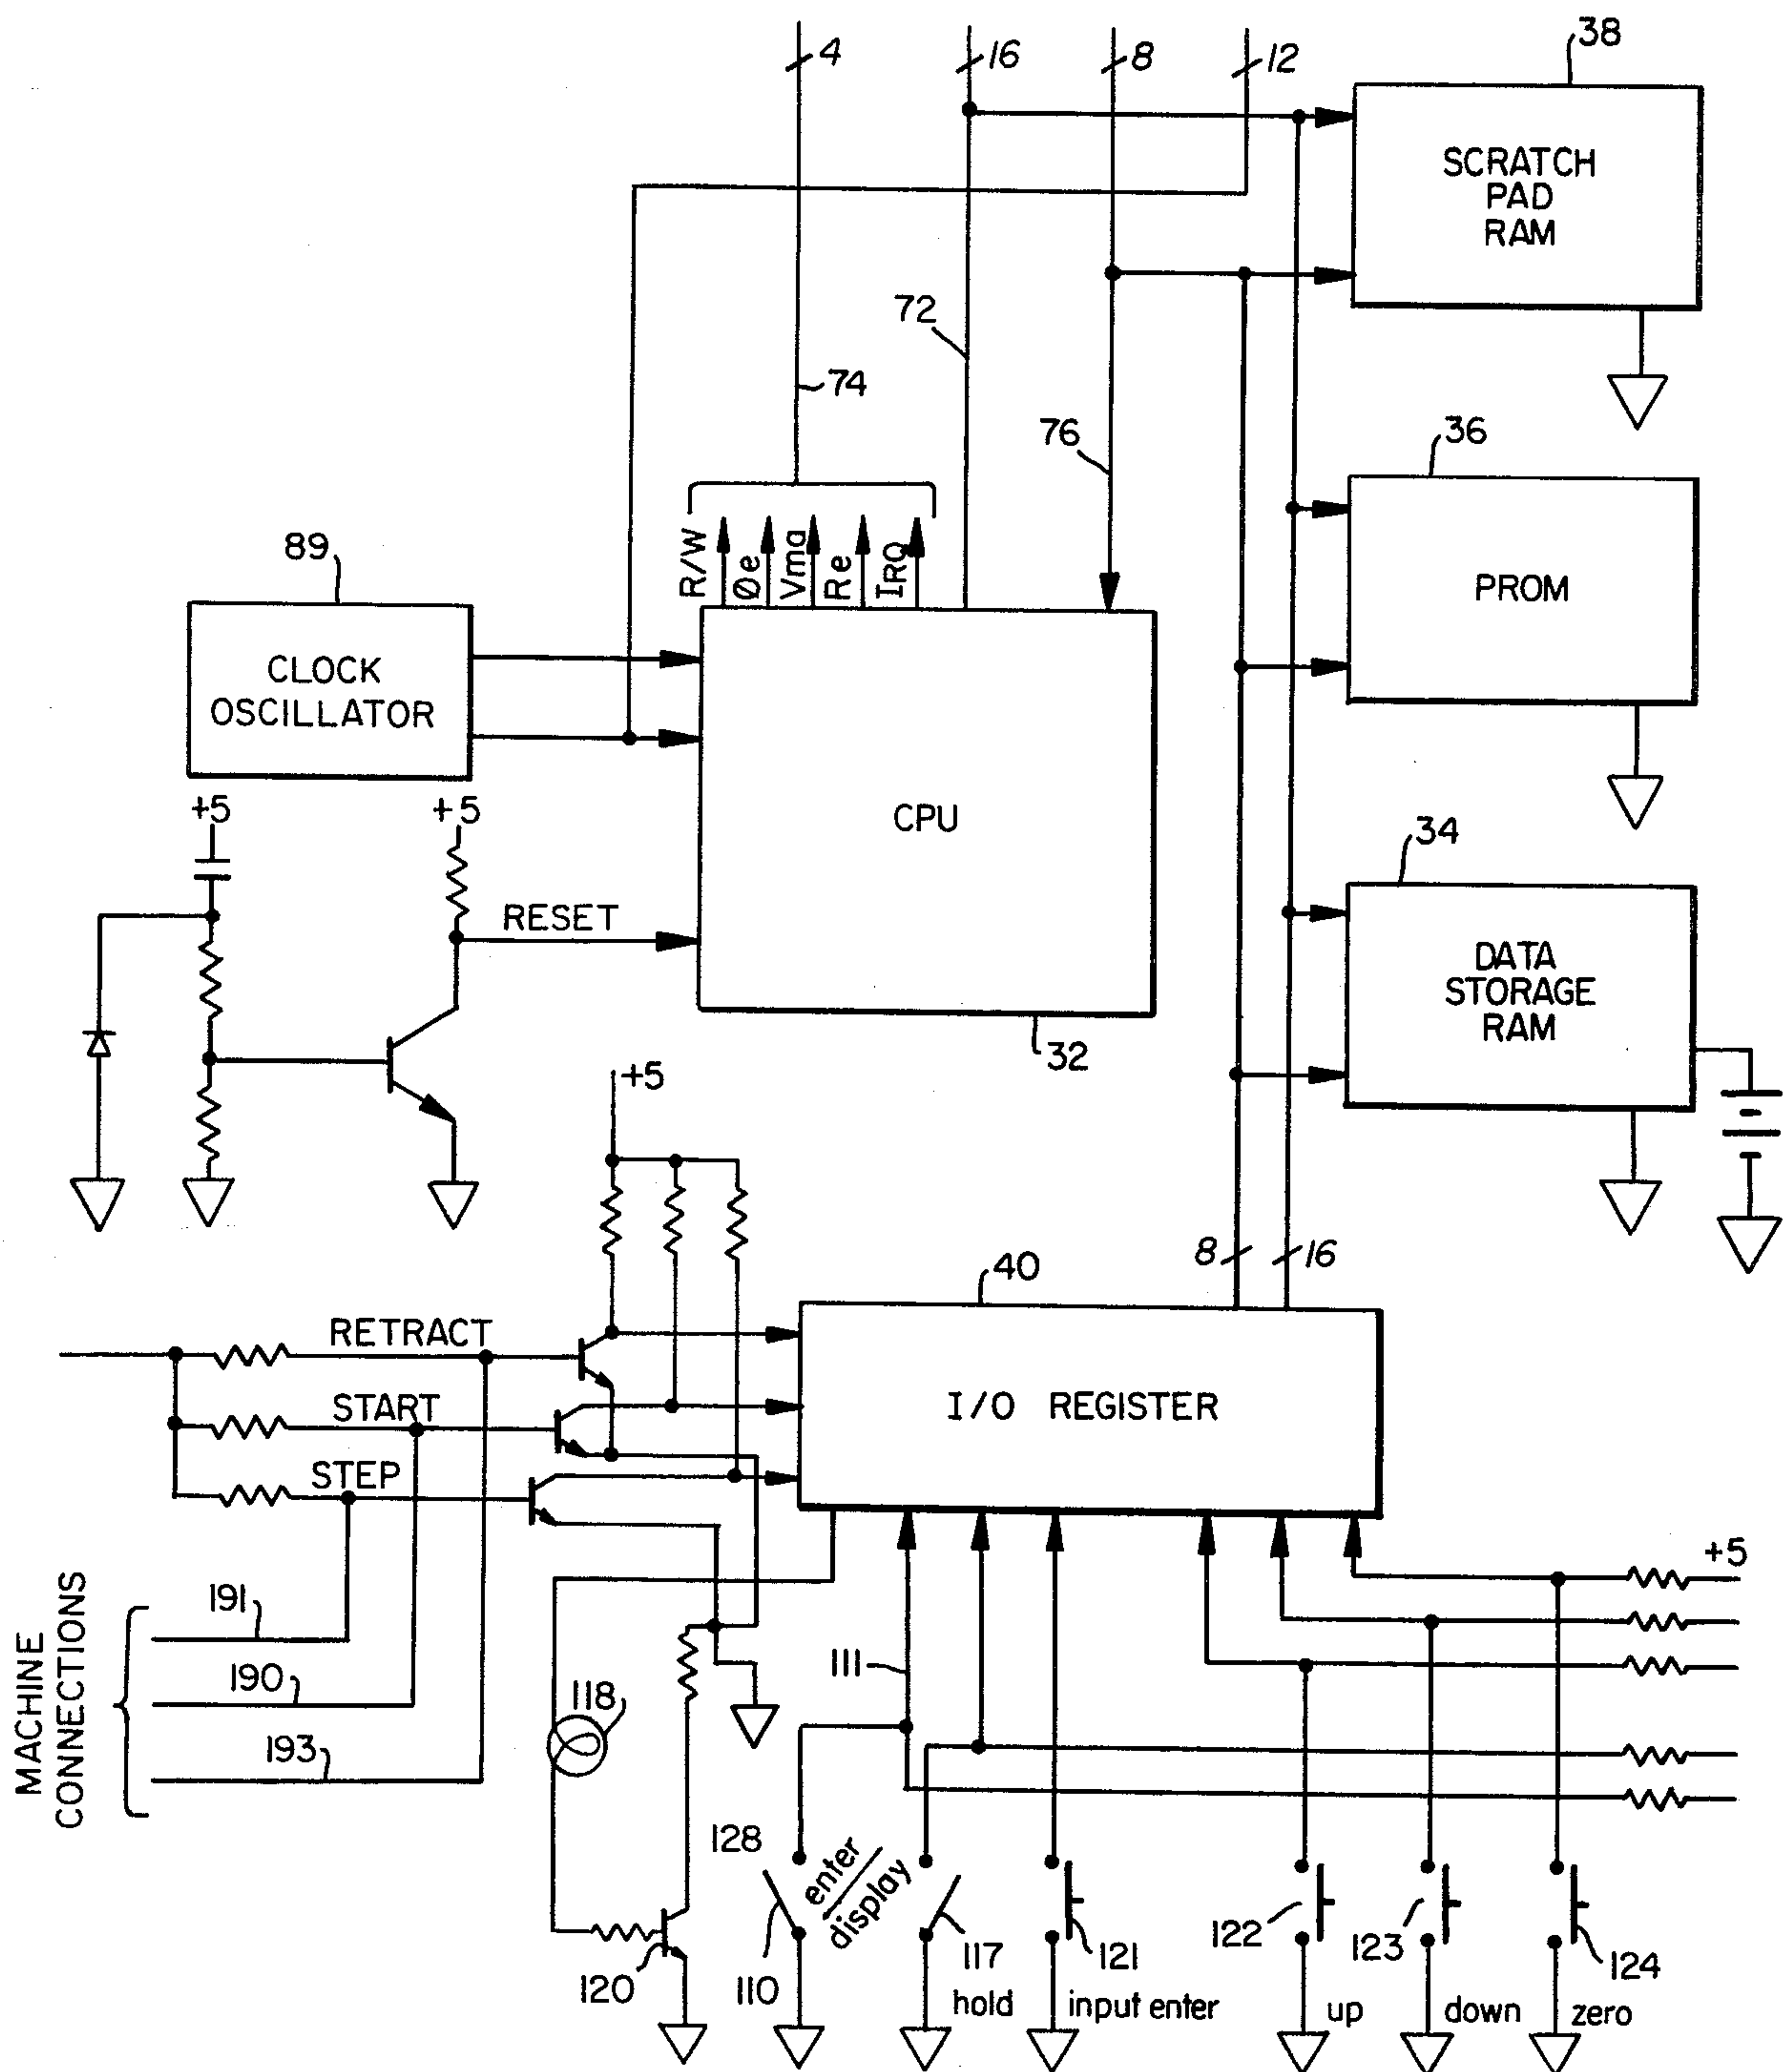 4
16
8
12
38
SCRATCH
PAD
RAM
72
74
76
36
PROM
R/W
Øe
Vma
Re
IRQ
89
CLOCK
OSCILLATOR
CPU
32
+5
+5
RESET
34
DATA
STORAGE
RAM
+5
8
16
40
I/O REGISTER
RETRACT
START
STEP
MACHINE
CONNECTIONS
191
190
193
118
120
111
+5
128
enter
display
110
117
hold
121
input enter
122
up
123
down
124
zero